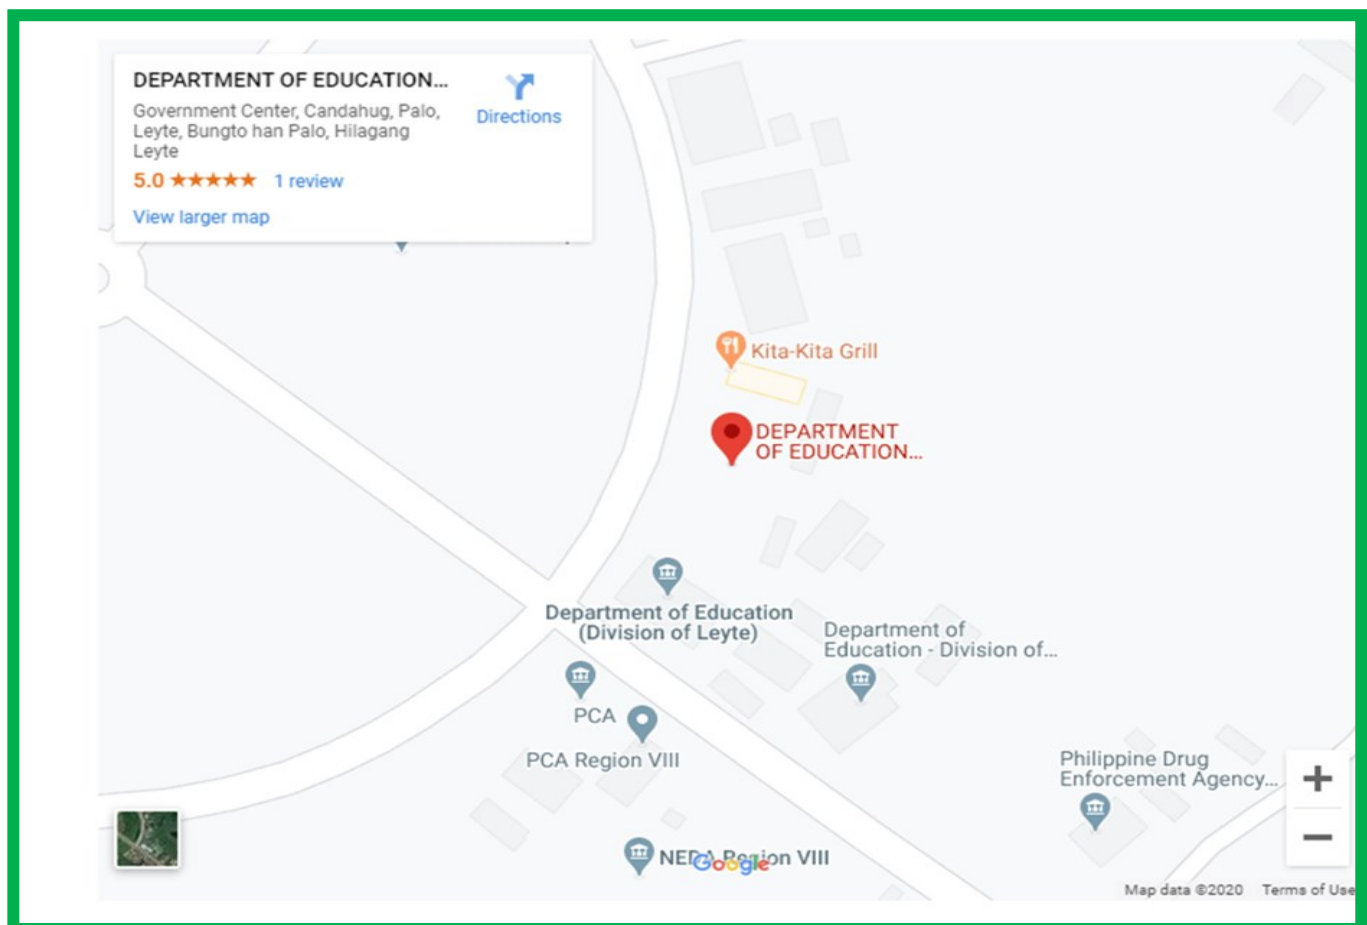 DEPARTMENT OF EDUCATION...
Government Center, Candahug, Palo,
Leyte, Bungto han Palo, Hilagang
Leyte
5.0 ★★★★★ 1 review
View larger map
Directions
Kita-Kita Grill
DEPARTMENT
OF EDUCATION...
Department of Education
(Division of Leyte)
Department of
Education - Division of...
PCA
PCA Region VIII
Philippine Drug
Enforcement Agency...
NEDA Region VIII
Google
+
−
Map data ©2020 Terms of Use